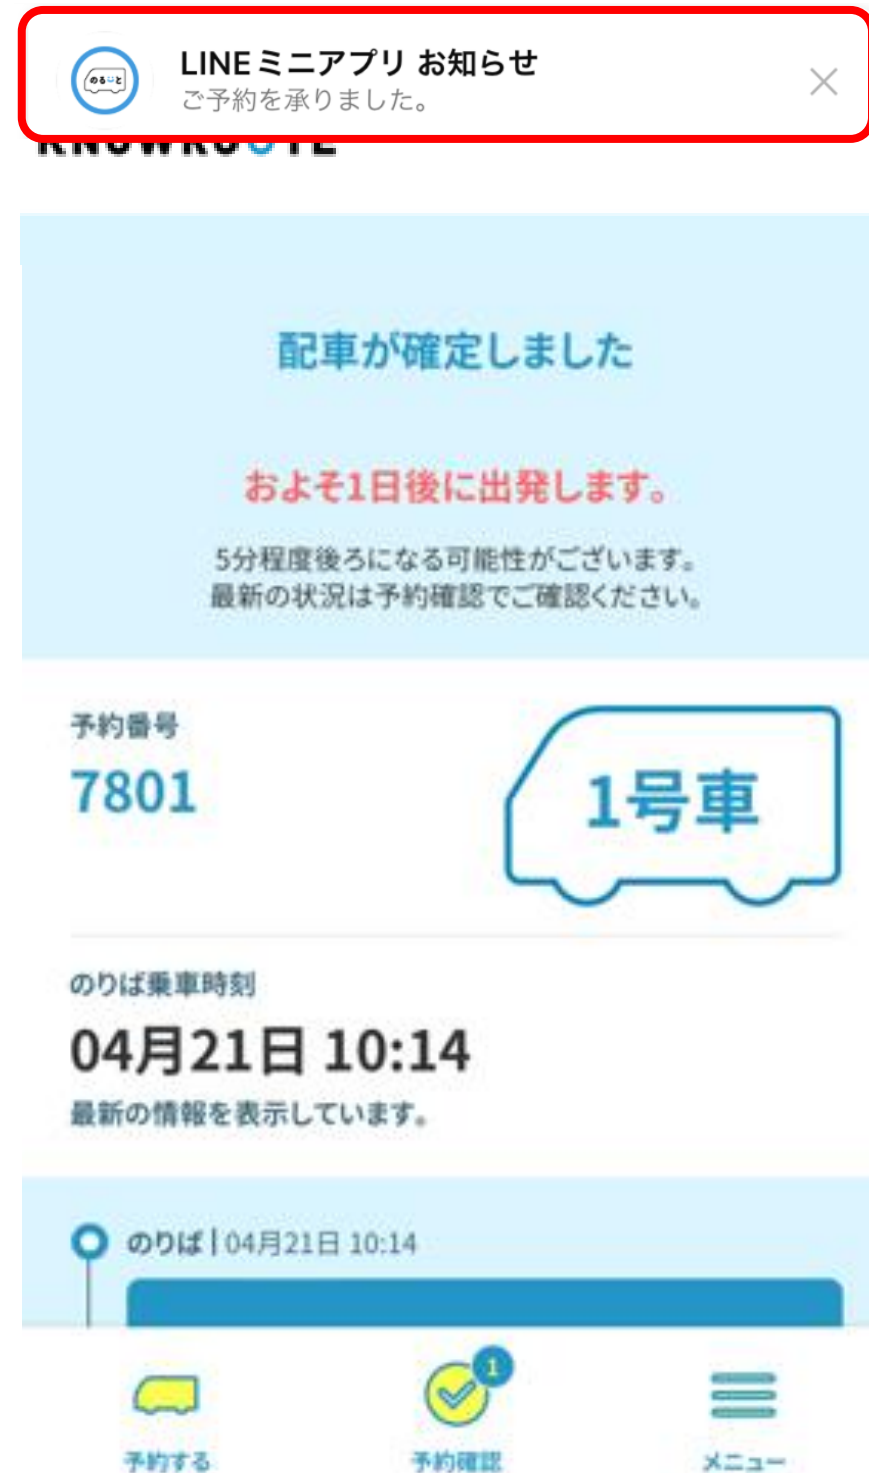 のるーと
LINEミニアプリ お知らせ
ご予約を承りました。
KNOWROUTE
配車が確定しました
およそ1日後に出発します。
5分程度後ろになる可能性がございます。
最新の状況は予約確認でご確認ください。
予約番号
7801
1号車
のりば乗車時刻
04月21日 10:14
最新の情報を表示しています。
のりば | 04月21日 10:14
1
予約する
予約確認
メニュー